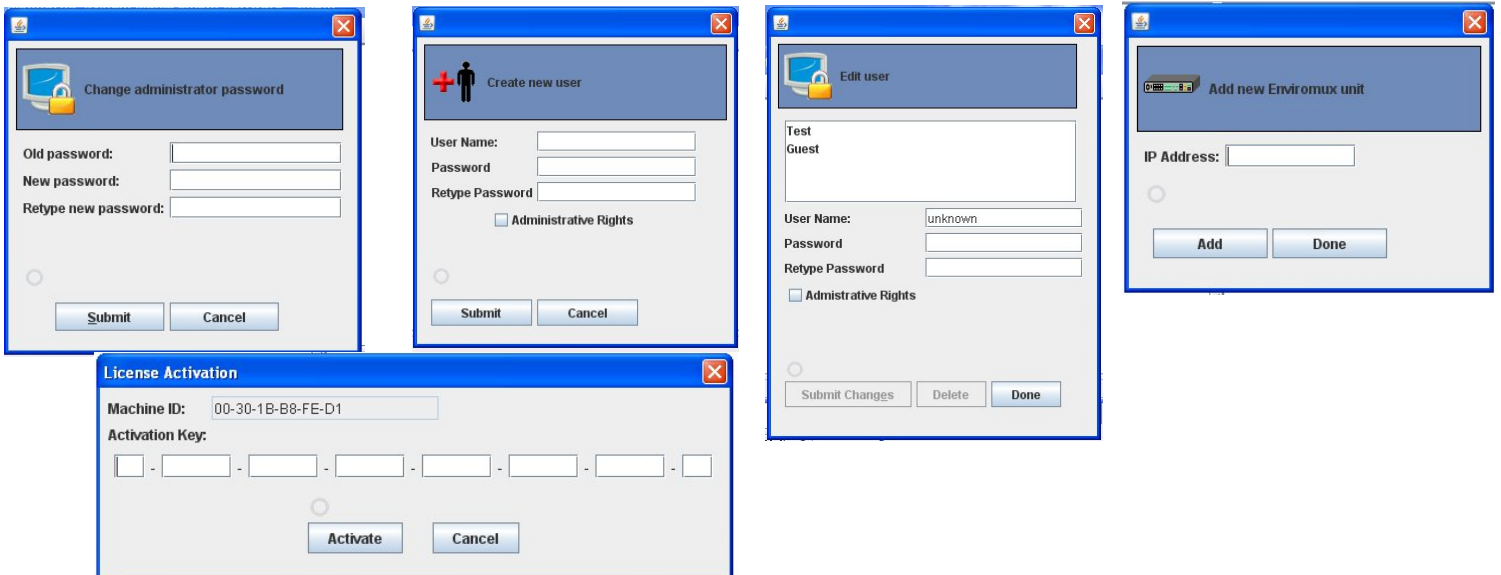 Change administrator password
Old password:
New password:
Retype new password:
Submit Cancel
Create new user
User Name:
Password
Retype Password
Administrative Rights
Submit Cancel
Edit user
Test
Guest
User Name: unknown
Password
Retype Password
Admistrative Rights
Submit Changes Delete Done
Add new Enviromux unit
IP Address:
Add Done
License Activation
Machine ID: 00-30-1B-B8-FE-D1
Activation Key:
- - - - - - -
Activate Cancel